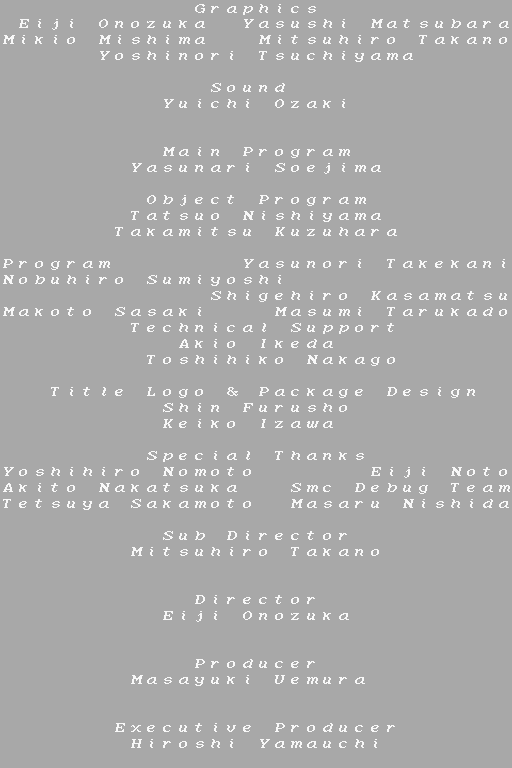 Graphics
Eiji Onozuka Yasushi Matsubara
Mikio Mishima Mitsuhiro Takano
Yoshinori Tsuchiyama
Sound
Yuichi Ozaki
Main Program
Yasunari Soejima
Object Program
Tatsuo Nishiyama
Takamitsu Kuzuhara
Program Yasunori Takekani
Nobuhiro Sumiyoshi
Shigehiro Kasamatsu
Makoto Sasaki Masumi Tarukado
Technical Support
Akio Ikeda
Toshihiko Nakago
Title Logo & Package Design
Shin Furusho
Keiko Izawa
Special Thanks
Yoshihiro Nomoto Eiji Noto
Akito Nakatsuka Smc Debug Team
Tetsuya Sakamoto Masaru Nishida
Sub Director
Mitsuhiro Takano
Director
Eiji Onozuka
Producer
Masayuki Uemura
Executive Producer
Hiroshi Yamauchi